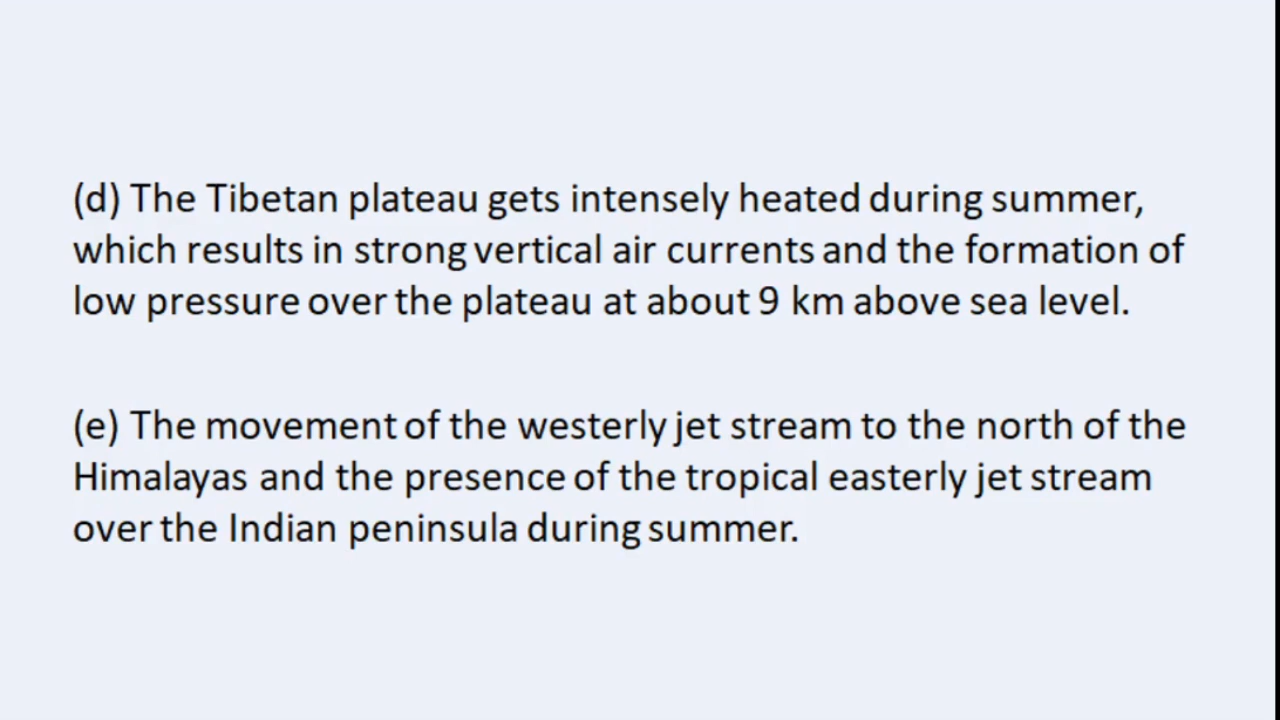 (d) The Tibetan plateau gets intensely heated during summer,
which results in strong vertical air currents and the formation of
low pressure over the plateau at about 9 km above sea level.
(e) The movement of the westerly jet stream to the north of the
Himalayas and the presence of the tropical easterly jet stream
over the Indian peninsula during summer.